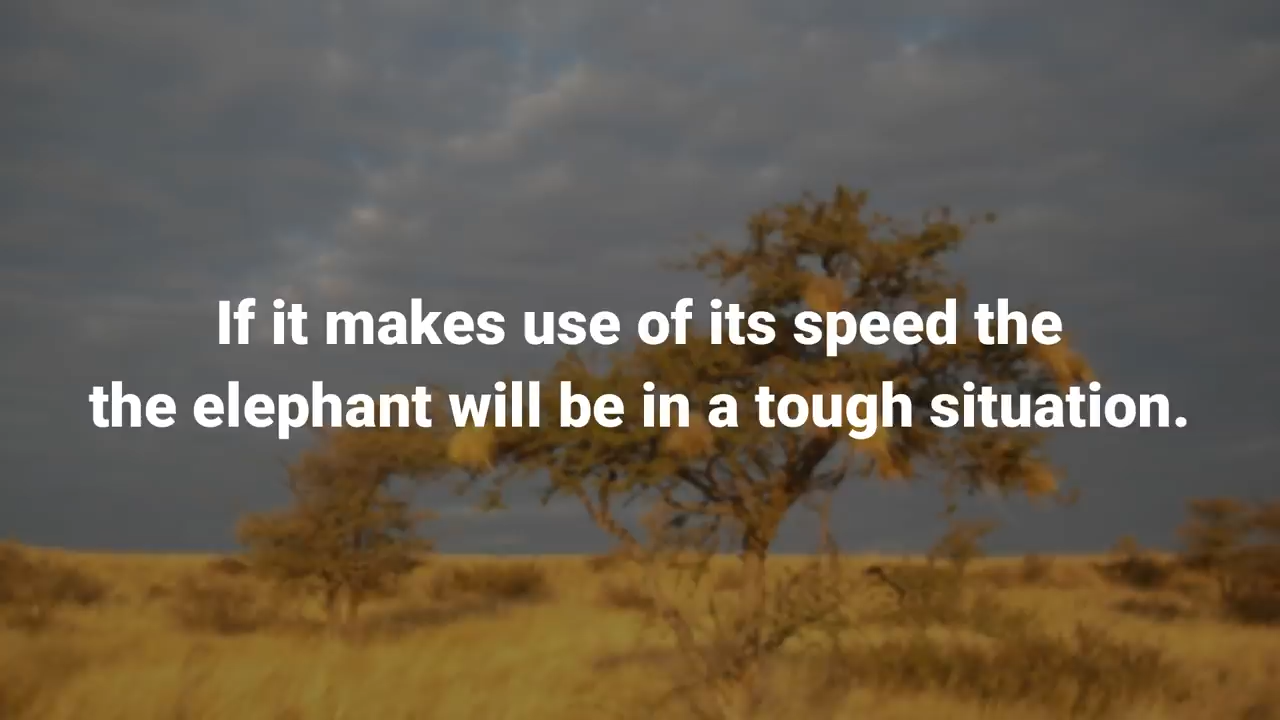 If it makes use of its speed the
the elephant will be in a tough situation.